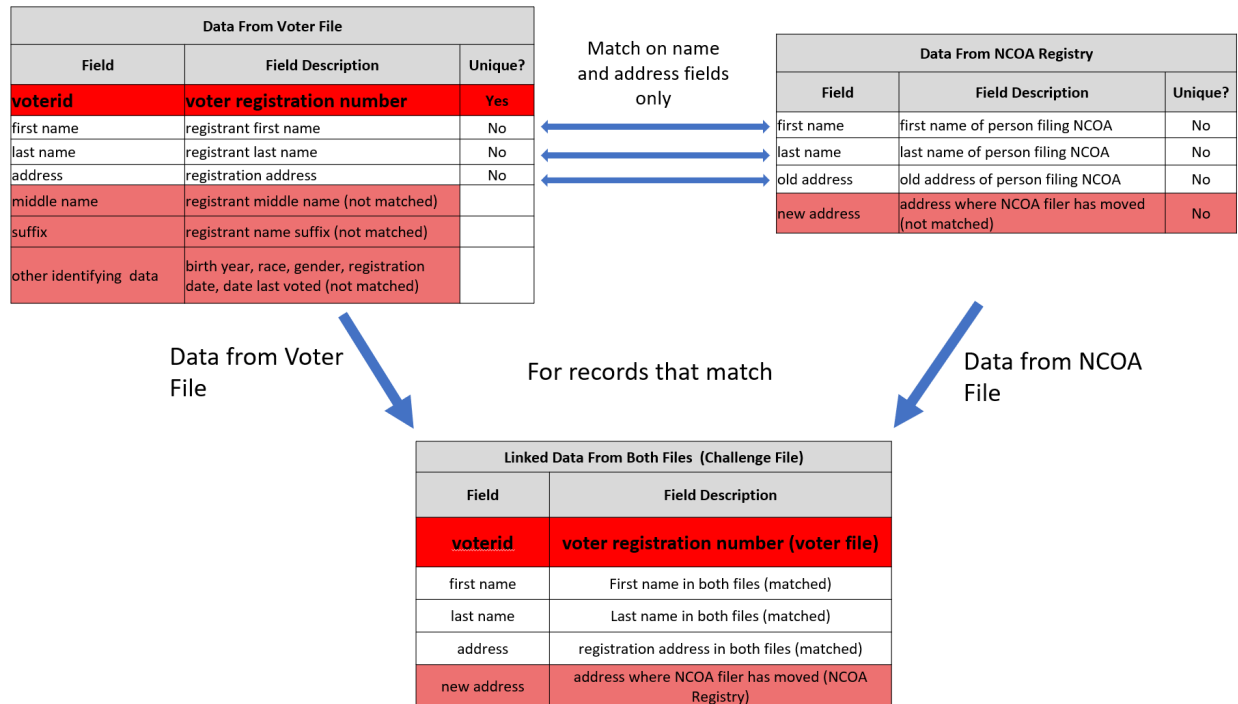 Data From Voter File
Field Field Description Unique?
voterid voter registration number Yes
first name registrant first name No
last name registrant last name No
address registration address No
middle name registrant middle name (not matched)
suffix registrant name suffix (not matched)
other identifying data birth year, race, gender, registration
date, date last voted (not matched)
Match on name
and address fields
only
Data From NCOA Registry
Field Field Description Unique?
first name first name of person filing NCOA No
last name last name of person filing NCOA No
old address old address of person filing NCOA No
new address address where NCOA filer has moved
(not matched) No
Data from Voter
File
For records that match
Data from NCOA
File
Linked Data From Both Files (Challenge File)
Field Field Description
voterid voter registration number (voter file)
first name First name in both files (matched)
last name Last name in both files (matched)
address registration address in both files (matched)
new address address where NCOA filer has moved (NCOA
Registry)